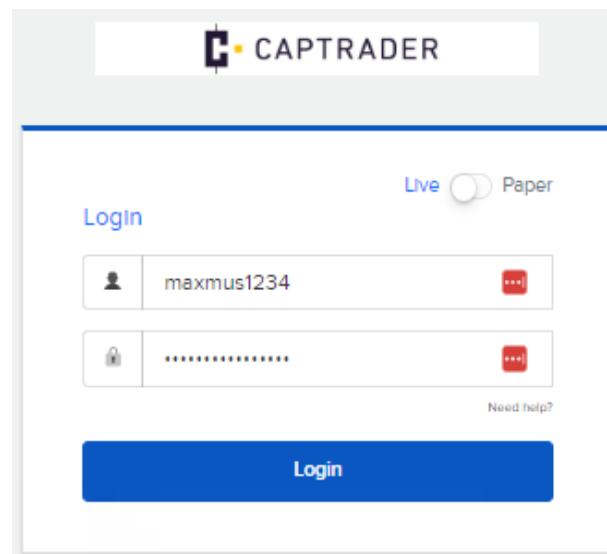 CAPTRADER
Live Paper
Login
maxmus1234
••••••••••••••••
Need help?
Login